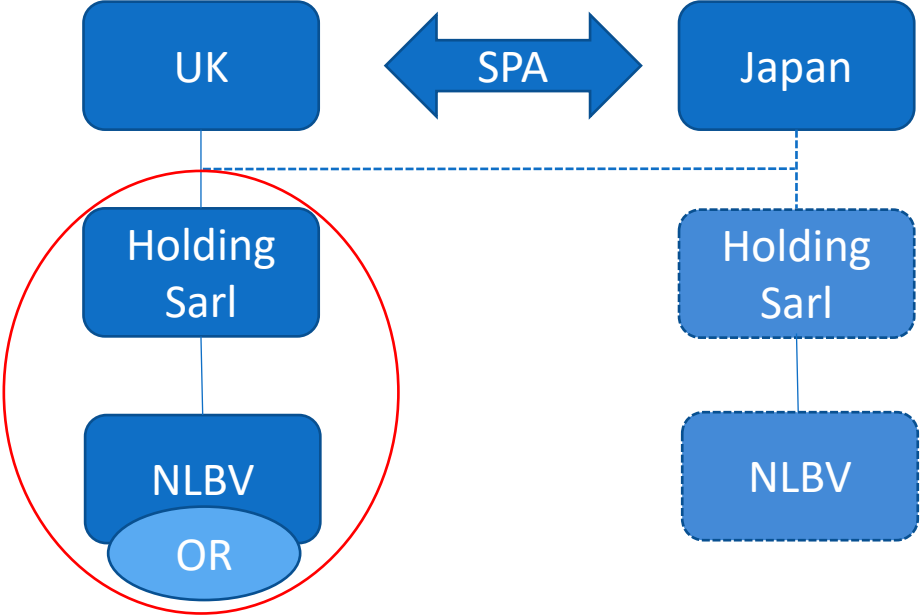 UK
SPA
Japan
Holding
Sarl
Holding
Sarl
NLBV
OR
NLBV